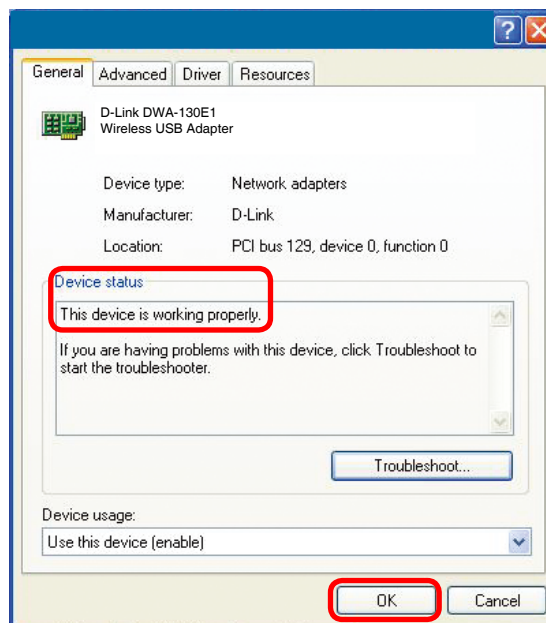 General Advanced Driver Resources
D-Link DWA-130E1
Wireless USB Adapter
Device type: Network adapters
Manufacturer: D-Link
Location: PCI bus 129, device 0, function 0
Device status
This device is working properly.
If you are having problems with this device, click Troubleshoot to
start the troubleshooter.
Troubleshoot...
Device usage:
Use this device (enable)
OK Cancel